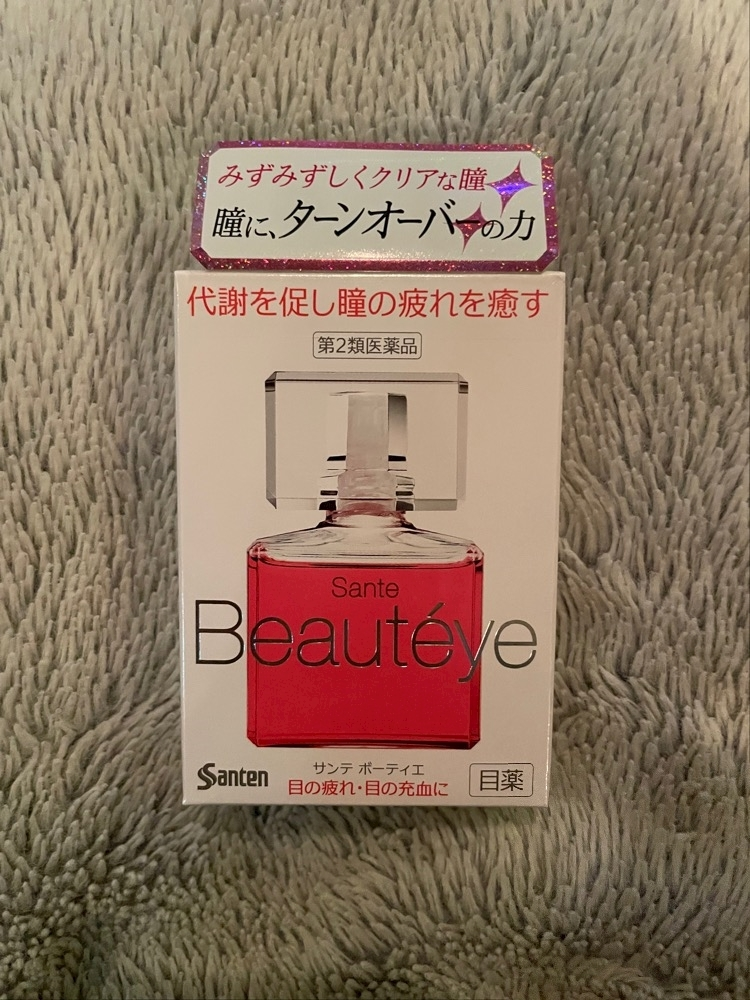 みずみずしくクリアな瞳
瞳に、ターンオーバーの力
代謝を促し瞳の疲れを癒す
第2類医薬品
Sante
Beautéye
Santen
サンテ ボーティエ
目の疲れ・目の充血に
目薬